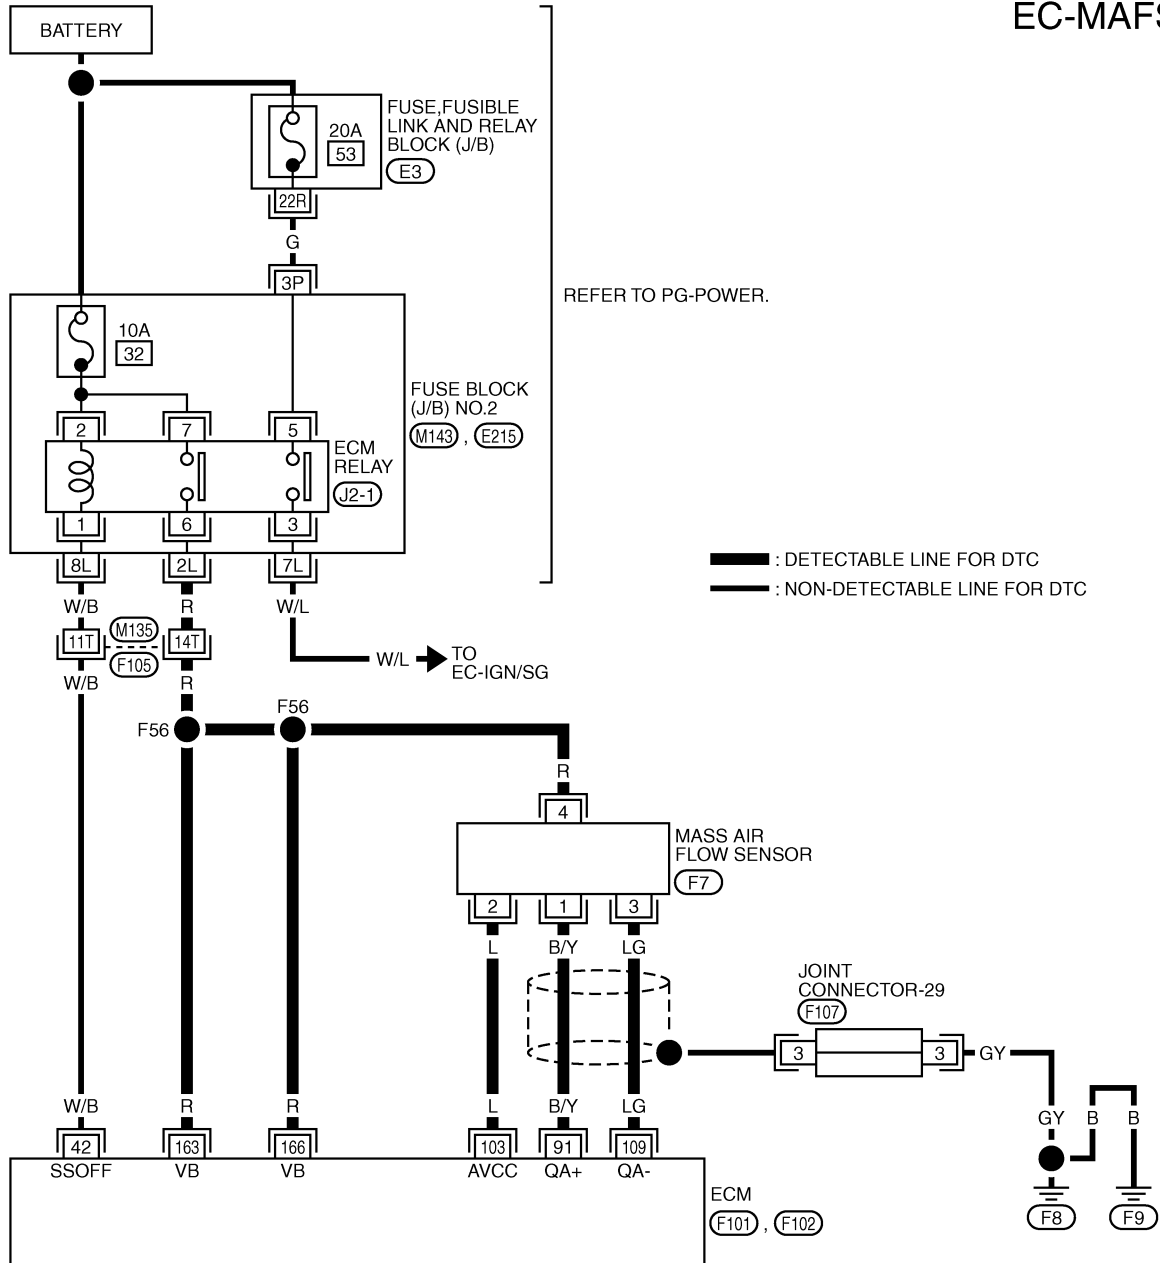 EC-MAFS
BATTERY
FUSE,FUSIBLE
LINK AND RELAY
BLOCK (J/B)
20A
53
E3
22R
G
3P
REFER TO PG-POWER.
10A
32
FUSE BLOCK
(J/B) NO.2
M143 , E215
2 7 5
ECM
RELAY
J2-1
1 6 3
8L 2L 7L
: DETECTABLE LINE FOR DTC
: NON-DETECTABLE LINE FOR DTC
W/B R W/L
11T M135 14T
F105
W/L TO
EC-IGN/SG
W/B R
F56
F56
R
4
MASS AIR
FLOW SENSOR
F7
2 1 3
L B/Y LG
JOINT
CONNECTOR-29
F107
3 3 GY
W/B R R L B/Y LG
GY B B
42 163 166 103 91 109
SSOFF VB VB AVCC QA+ QA-
ECM
F101 , F102
F8 F9